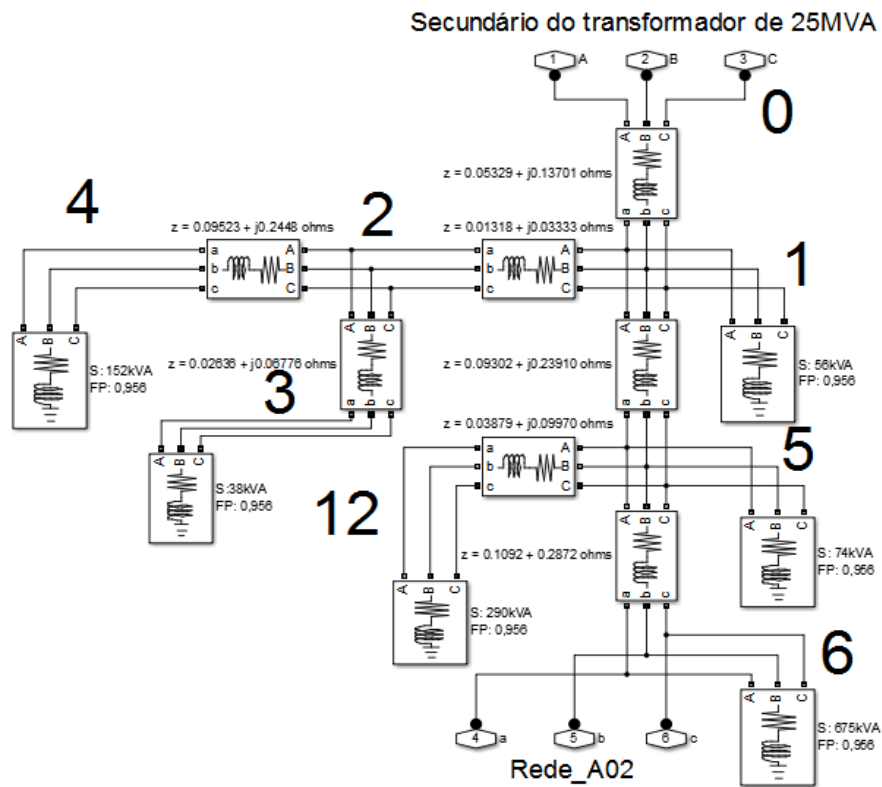 Secundário do transformador de 25MVA
1 A 2 B 3 C
0
A B C
z = 0.05329 + j0.13701 ohms
a b c
4
z = 0.09523 + j0.2448 ohms
2
z = 0.01318 + j0.03333 ohms
1
a A
b B
c C
a A
b B
c C
A B C
S: 152kVA
FP: 0,956
A B C
z = 0.02636 + j0.06776 ohms
a b c
3
A B C
z = 0.09302 + j0.23910 ohms
a b c
A B C
S: 56kVA
FP: 0,956
A B C
S:38kVA
FP: 0,956
z = 0.03879 + j0.09970 ohms
a A
b B
c C
5
12
A B C
z = 0.1092 + 0.2872 ohms
a b c
A B C
S: 74kVA
FP: 0,956
A B C
S: 290kVA
FP: 0,956
6
A B C
S: 675kVA
FP: 0,956
4 a 5 b 6 c
Rede_A02